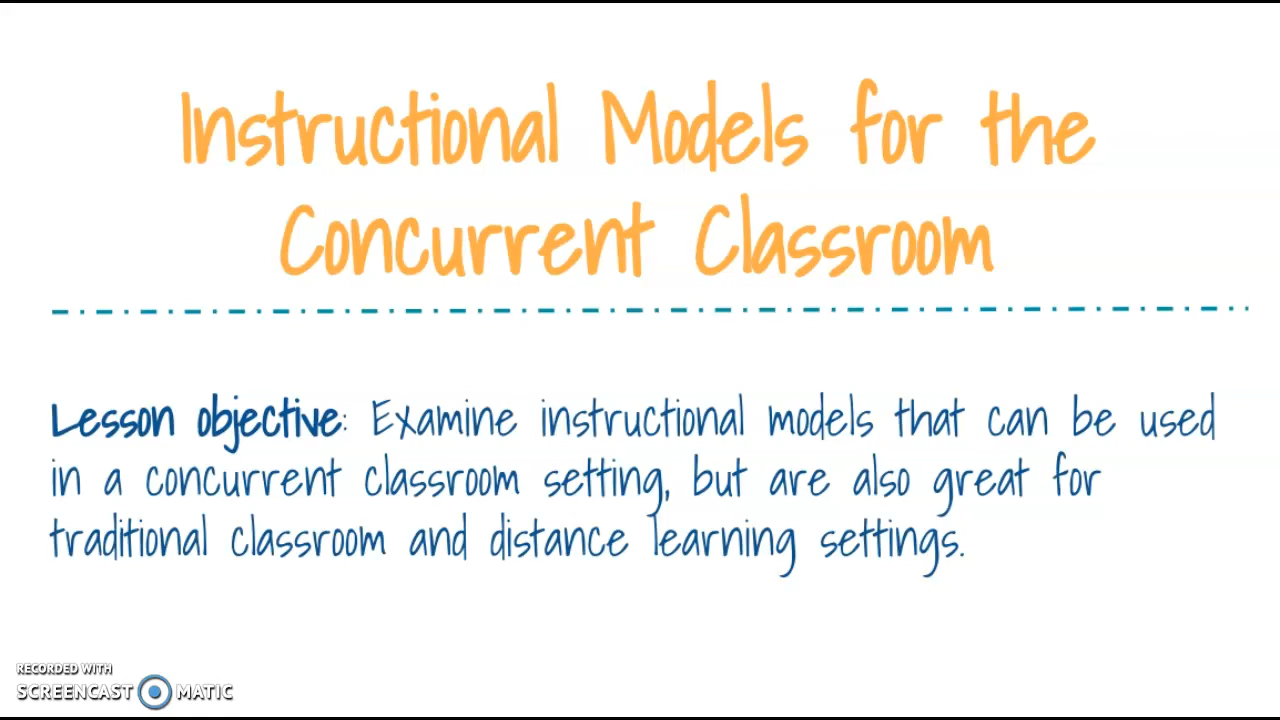 Instructional Models for the
Concurrent Classroom
Lesson objective: Examine instructional models that can be used
in a concurrent classroom setting, but are also great for
traditional classroom and distance learning settings.
RECORDED WITH
SCREENCAST MATIC